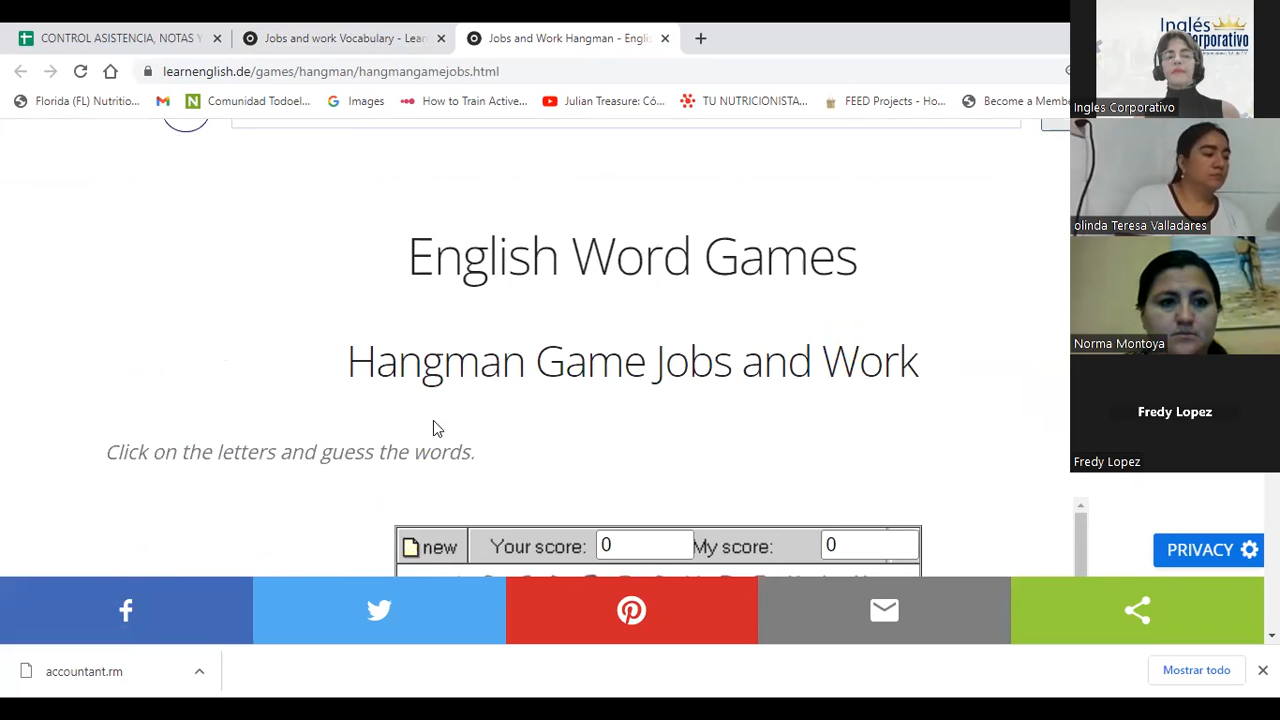 CONTROL ASISTENCIA, NOTAS Y
Jobs and work Vocabulary - Lear
Jobs and Work Hangman - Englis
learnenglish.de/games/hangman/hangmangamejobs.html
Florida (FL) Nutritio...
Comunidad Todoel...
Images
How to Train Active...
Julian Treasure: Có...
TU NUTRICIONISTA...
FEED Projects - Ho...
Become a Membe
English Word Games
Hangman Game Jobs and Work
Click on the letters and guess the words.
new
Your score:
0
My score:
0
PRIVACY
accountant.rm
Mostrar todo
Inglés
Corporativo
Ingles Corporativo
olinda Teresa Valladares
Norma Montoya
Fredy Lopez
Fredy Lopez